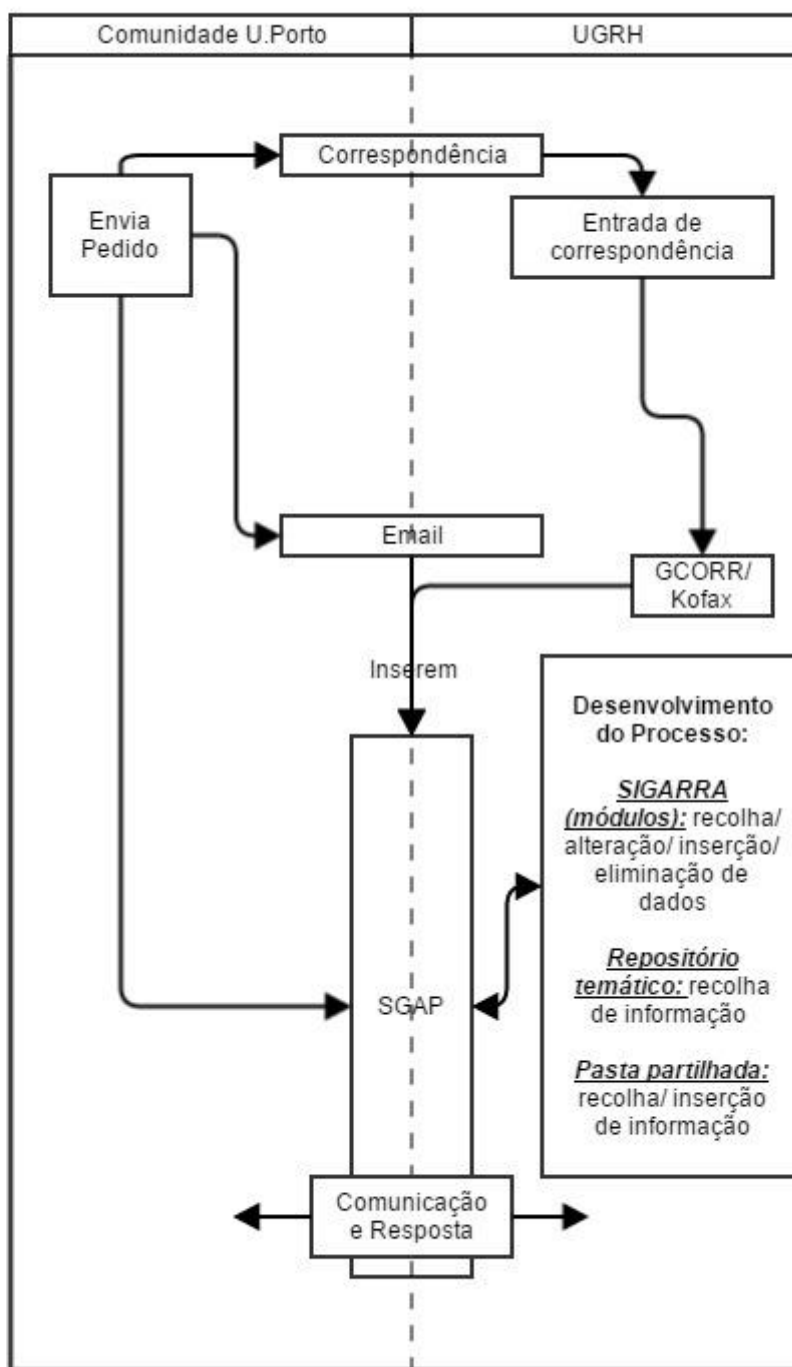 Comunidade U.Porto
UGRH
Correspondência
Envia
Pedido
Entrada de
correspondência
Email
GCORR/
Kofax
Inserem
Desenvolvimento
do Processo:
SIGARRA
(módulos): recolha/
alteração/ inserção/
eliminação de
dados
Repositório
temático: recolha
de informação
Pasta partilhada:
recolha/ inserção
de informação
SGAP
Comunicação
e Resposta